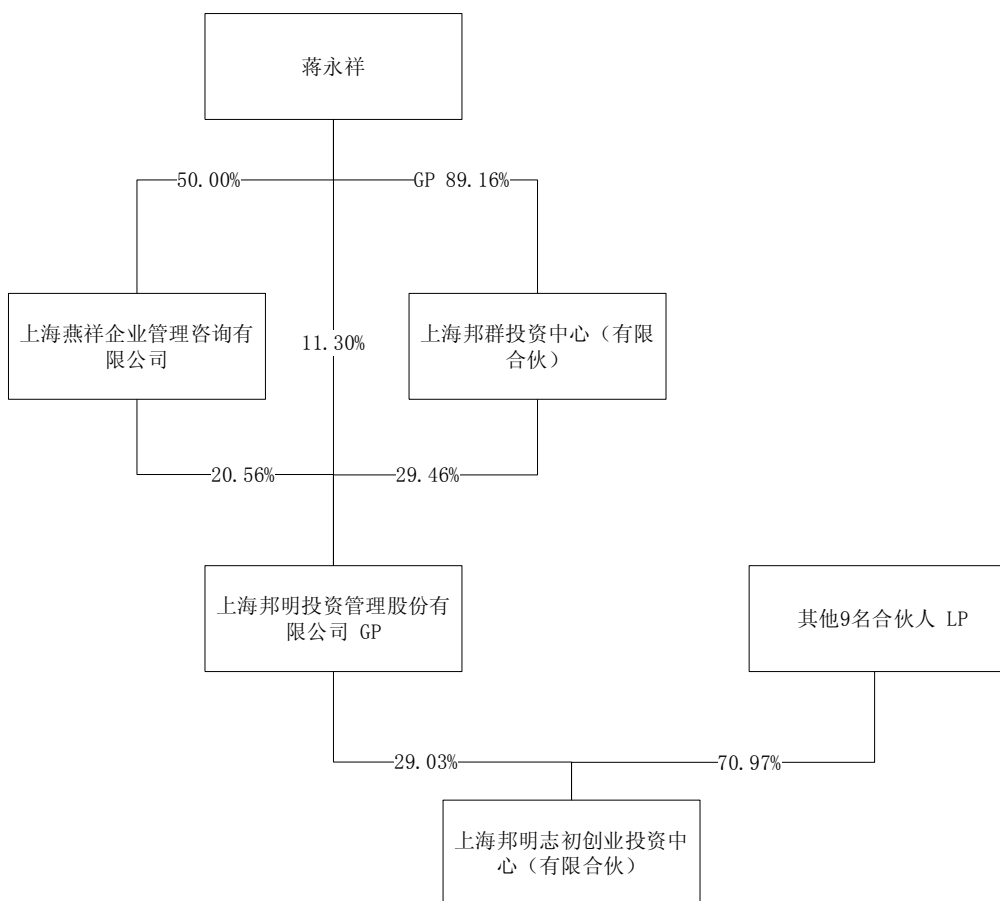 蒋永祥
50.00%
GP 89.16%
上海燕祥企业管理咨询有
限公司
11.30%
上海邦群投资中心（有限
合伙）
20.56%
29.46%
上海邦明投资管理股份有
限公司 GP
其他9名合伙人 LP
29.03%
70.97%
上海邦明志初创业投资中
心（有限合伙）